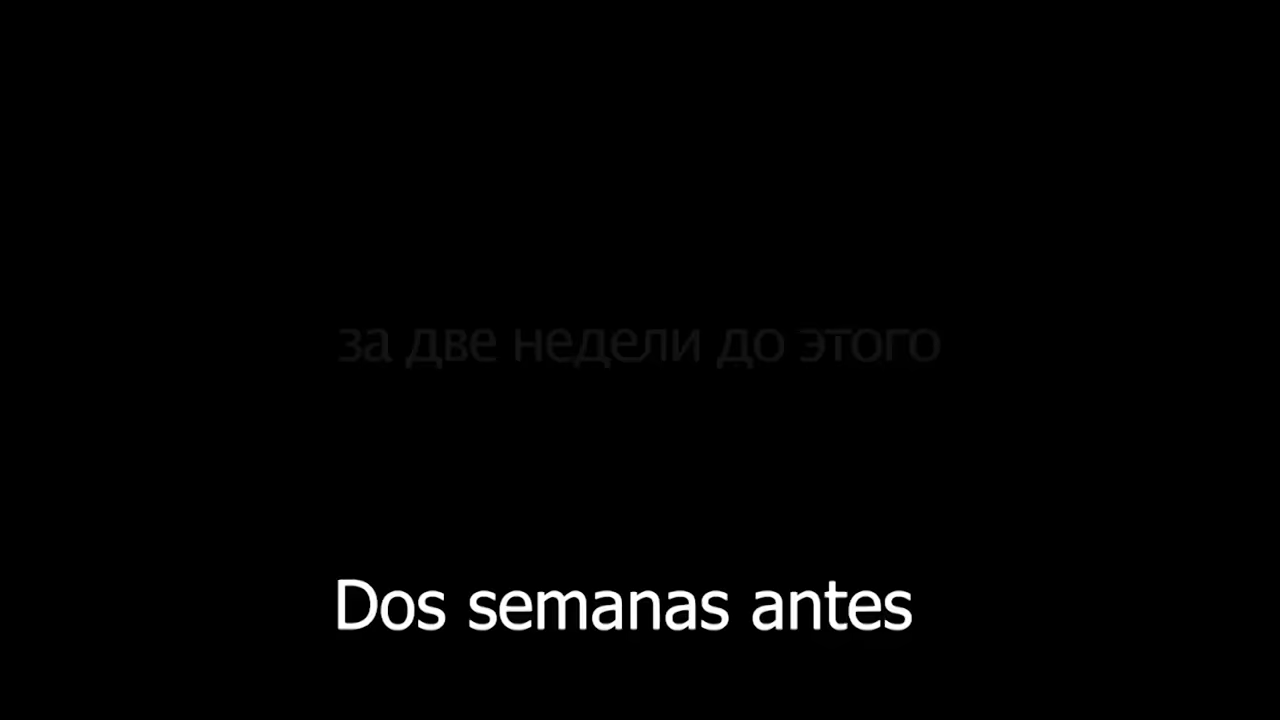 за две недели до этого
Dos semanas antes